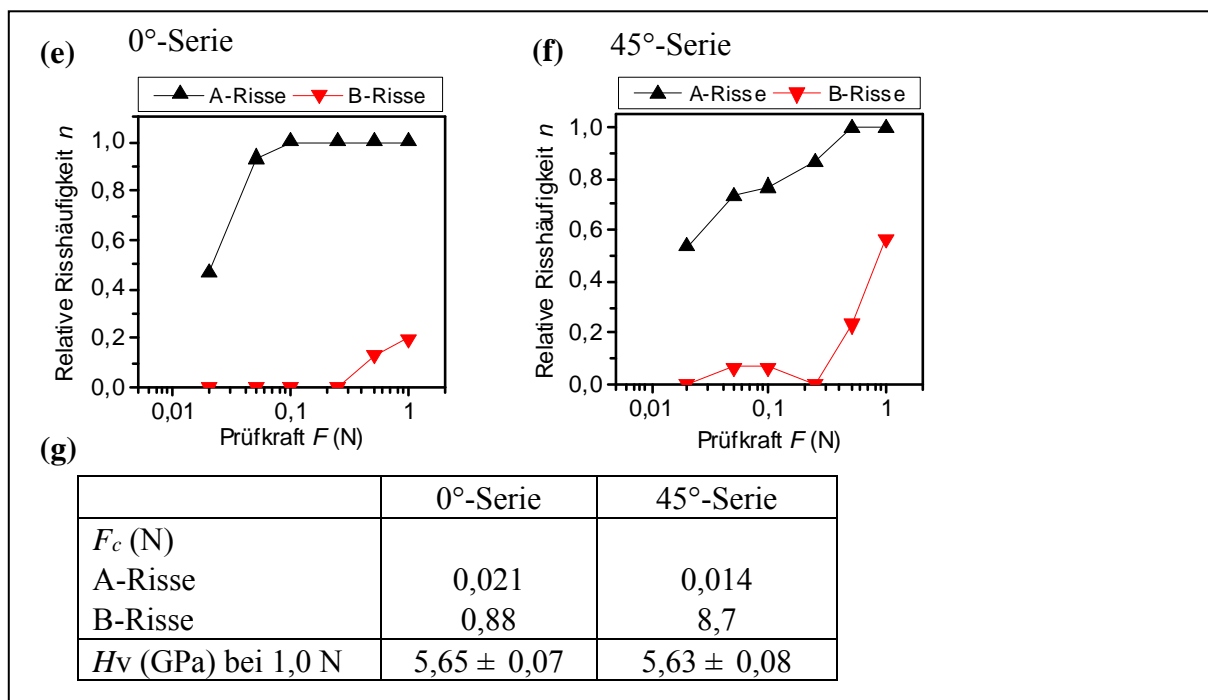 (e) 0°-Serie
A-Risse B-Risse
Relative Risshäufigkeit n
1,0
0,8
0,6
0,4
0,2
0,0
0,01 0,1 1
Prüfkraft F (N)
(f) 45°-Serie
A-Risse B-Risse
Relative Risshäufigkeit n
1,0
0,8
0,6
0,4
0,2
0,0
0,01 0,1 1
Prüfkraft F (N)
(g)
0°-Serie 45°-Serie
Fc (N)
A-Risse 0,021 0,014
B-Risse 0,88 8,7
Hv (GPa) bei 1,0 N 5,65 ± 0,07 5,63 ± 0,08